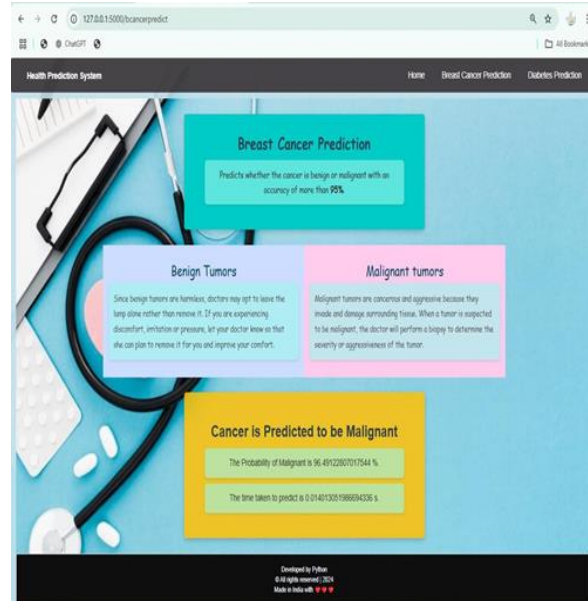 127.0.0.1:5000/bcancerpredict
ChatGPT
All Bookmarks
Health Prediction System
Home Breast Cancer Prediction Diabetes Prediction
Breast Cancer Prediction
Predicts whether the cancer is benign or malignant with an
accuracy of more than 95%.
Benign Tumors
Since benign tumors are harmless, doctors may opt to leave the
lump alone rather than remove it. If you are experiencing
discomfort, irritation or pressure, let your doctor know so that
she can plan to remove it for you and improve your comfort.
Malignant tumors
Malignant tumors are cancerous and aggressive because they
invade and damage surrounding tissue. When a tumor is suspected
to be malignant, the doctor will perform a biopsy to determine the
severity or aggressiveness of the tumor.
Cancer is Predicted to be Malignant
The Probability of Malignant is 96.49122807017544 %.
The time taken to predict is 0.014013051986694336 s.
Developed by Python
© All rights reserved | 2024
Made in India with